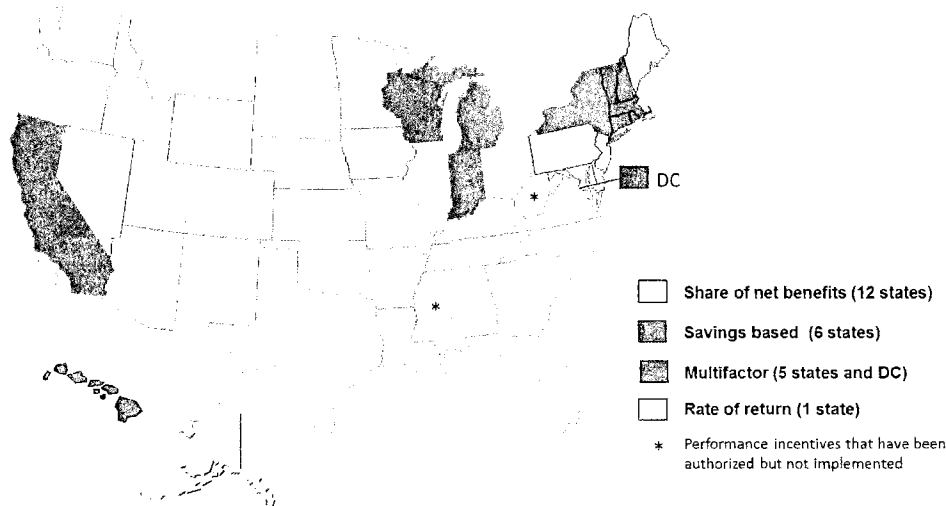 DC
Share of net benefits (12 states)
Savings based (6 states)
Multifactor (5 states and DC)
Rate of return (1 state)
* Performance incentives that have been
authorized but not implemented
*
*